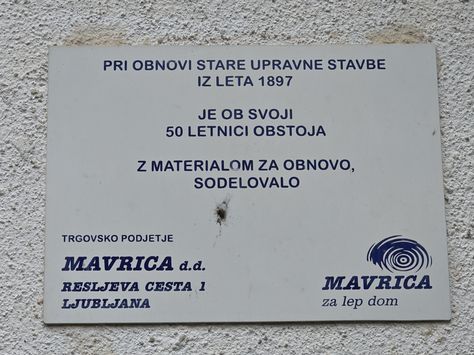 PRI OBNOVI STARE UPRAVNE STAVBE
IZ LETA 1897
JE OB SVOJI
50 LETNICI OBSTOJA
Z MATERIALOM ZA OBNOVO,
SODELOVALO
TRGOVSKO PODJETJE
MAVRICA d.d.
RESLJEVA CESTA 1
LJUBLJANA
MAVRICA
za lep dom